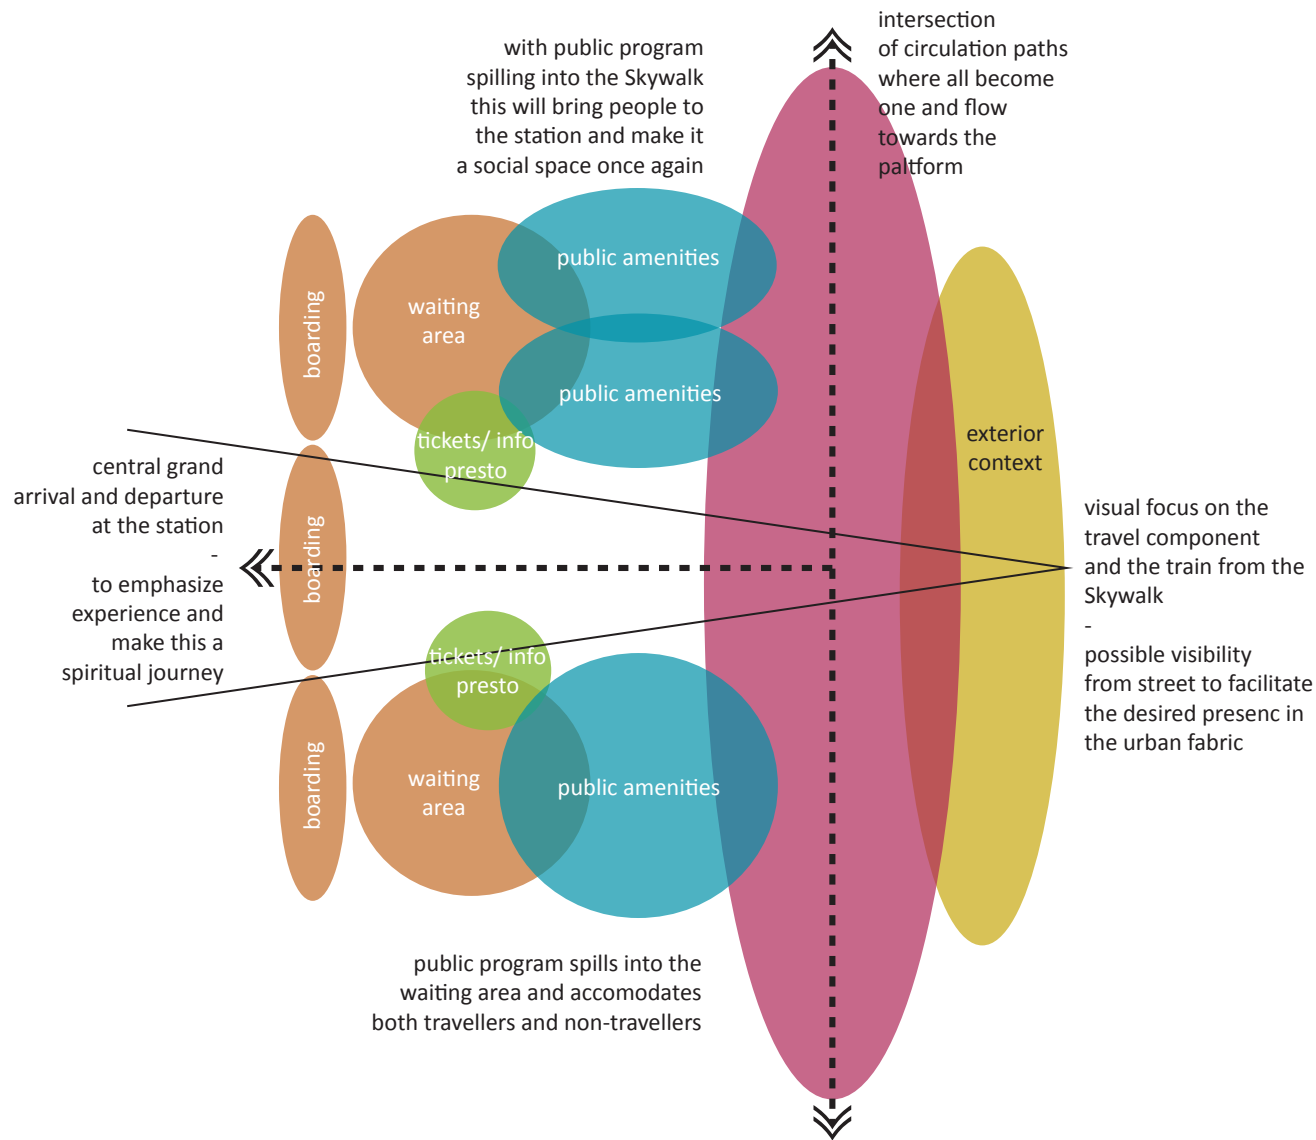 with public program
spilling into the Skywalk
this will bring people to
the station and make it
a social space once again
intersection
of circulation paths
where all become
one and flow
towards the
paltform
public amenities
waiting
area
boarding
public amenities
tickets/ info
presto
exterior
context
central grand
arrival and departure
at the station
-
to emphasize
experience and
make this a
spiritual journey
boarding
visual focus on the
travel component
and the train from the
Skywalk
-
possible visibility
from street to facilitate
the desired presenc in
the urban fabric
tickets/ info
presto
boarding
waiting
area
public amenities
public program spills into the
waiting area and accomodates
both travellers and non-travellers